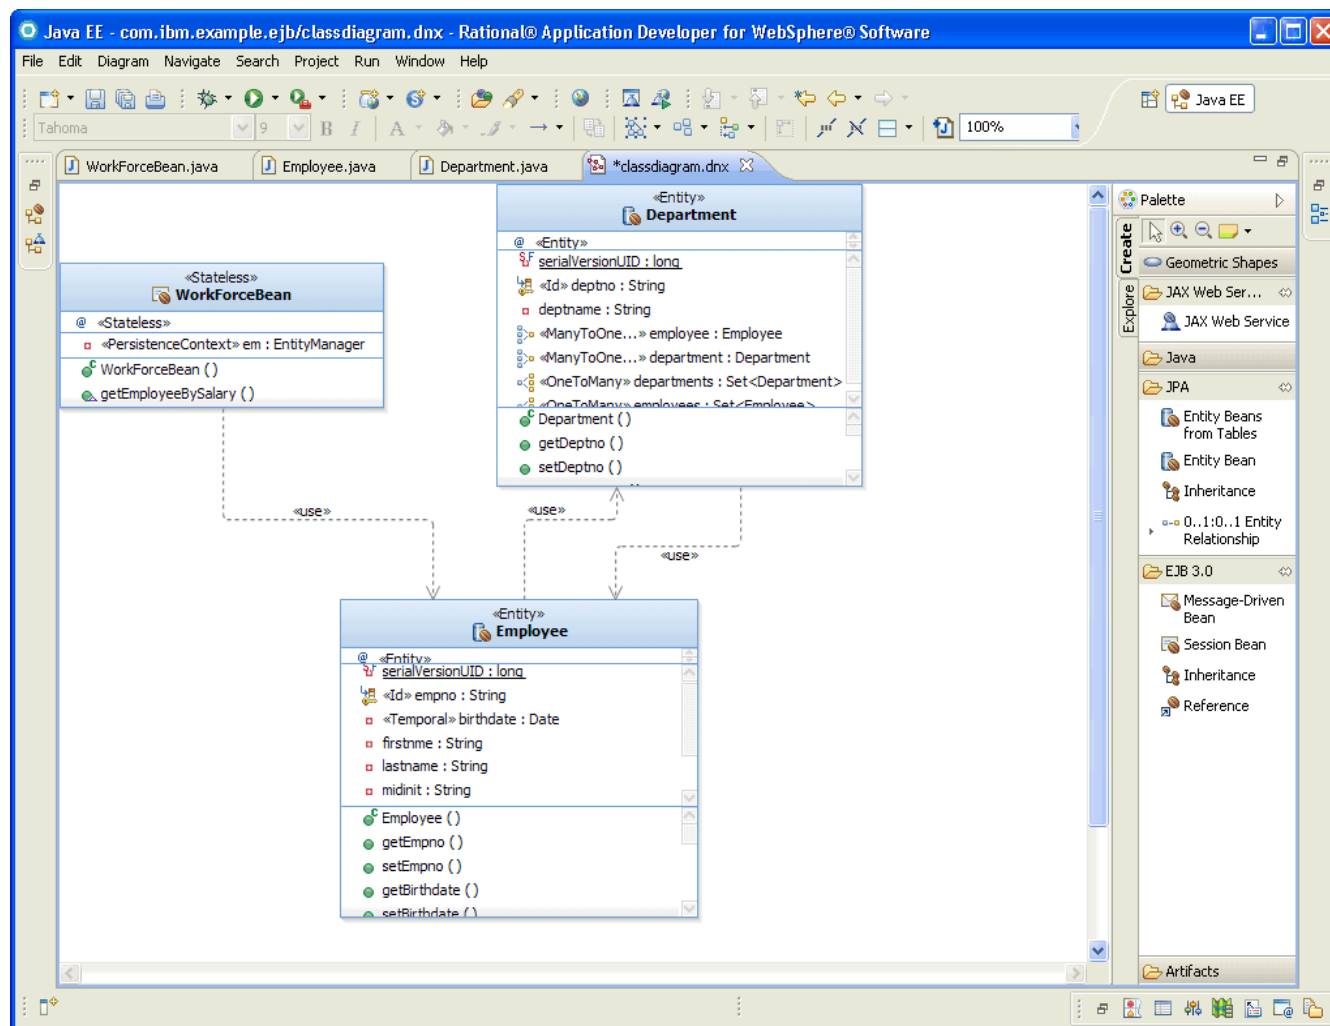 Java EE - com.ibm.example.ejb/classdiagram.dnx - Rational® Application Developer for WebSphere® Software
File Edit Diagram Navigate Search Project Run Window Help
Java EE
Tahoma 9 B I A 100%
WorkForceBean.java Employee.java Department.java *classdiagram.dnx
«Entity»
Department
@ «Entity»
serialVersionUID : long
«Id» deptno : String
deptname : String
«ManyToOne...» employee : Employee
«ManyToOne...» department : Department
«OneToMany» departments : Set<Department>
«OneToMany» employees : Set<Employee>
Department ( )
getDeptno ( )
setDeptno ( )
«Stateless»
WorkForceBean
@ «Stateless»
«PersistenceContext» em : EntityManager
WorkForceBean ( )
getEmployeeBySalary ( )
«use»
«use»
«use»
«Entity»
Employee
@ «Entity»
serialVersionUID : long
«Id» empno : String
«Temporal» birthdate : Date
firstnme : String
lastname : String
midinit : String
Employee ( )
getEmpno ( )
setEmpno ( )
getBirthdate ( )
setBirthdate ( )
Palette
Create
Explore
Geometric Shapes
JAX Web Ser...
JAX Web Service
Java
JPA
Entity Beans
from Tables
Entity Bean
Inheritance
0..1:0..1 Entity
Relationship
EJB 3.0
Message-Driven
Bean
Session Bean
Inheritance
Reference
Artifacts